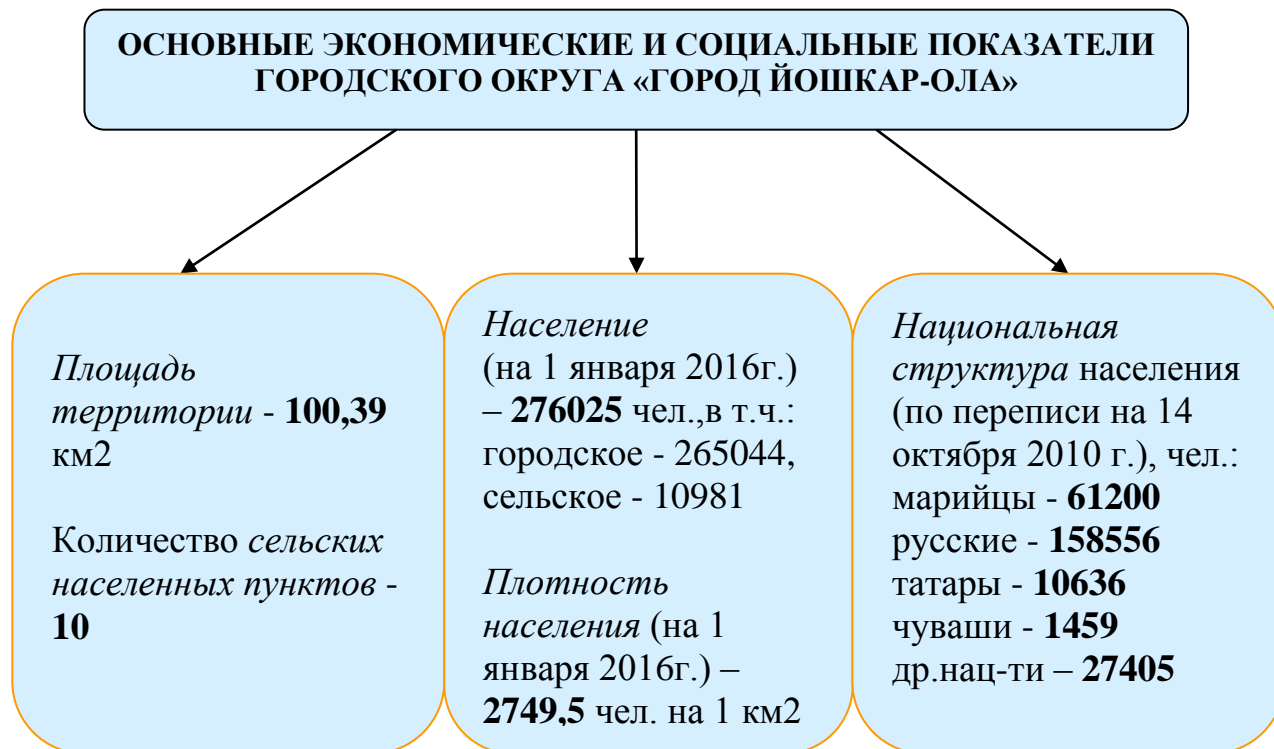 ОСНОВНЫЕ ЭКОНОМИЧЕСКИЕ И СОЦИАЛЬНЫЕ ПОКАЗАТЕЛИ
ГОРОДСКОГО ОКРУГА «ГОРОД ЙОШКАР-ОЛА»
Площадь
территории - 100,39
км2
Количество сельских
населенных пунктов -
10
Население
(на 1 января 2016г.)
– 276025 чел.,в т.ч.:
городское - 265044,
сельское - 10981
Плотность
населения (на 1
января 2016г.) –
2749,5 чел. на 1 км2
Национальная
структура населения
(по переписи на 14
октября 2010 г.), чел.:
марийцы - 61200
русские - 158556
татары - 10636
чуваши - 1459
др.нац-ти – 27405